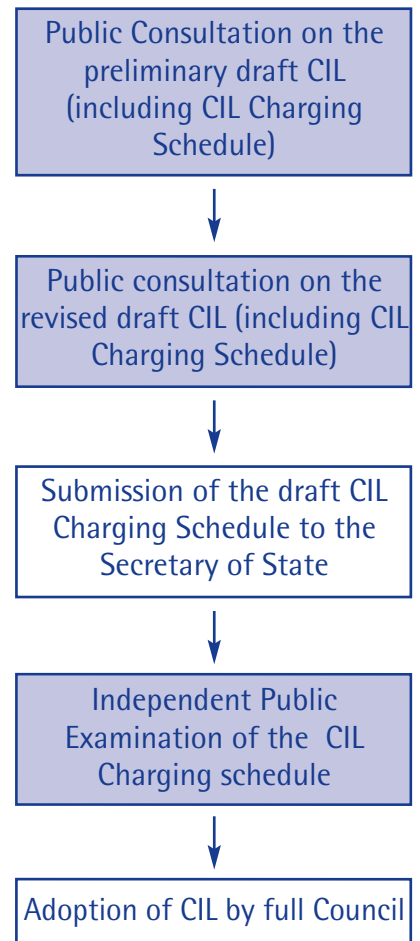 Public Consultation on the
preliminary draft CIL
(including CIL Charging
Schedule)
Public consultation on the
revised draft CIL (including CIL
Charging Schedule)
Submission of the draft CIL
Charging Schedule to the
Secretary of State
Independent Public
Examination of the CIL
Charging schedule
Adoption of CIL by full Council